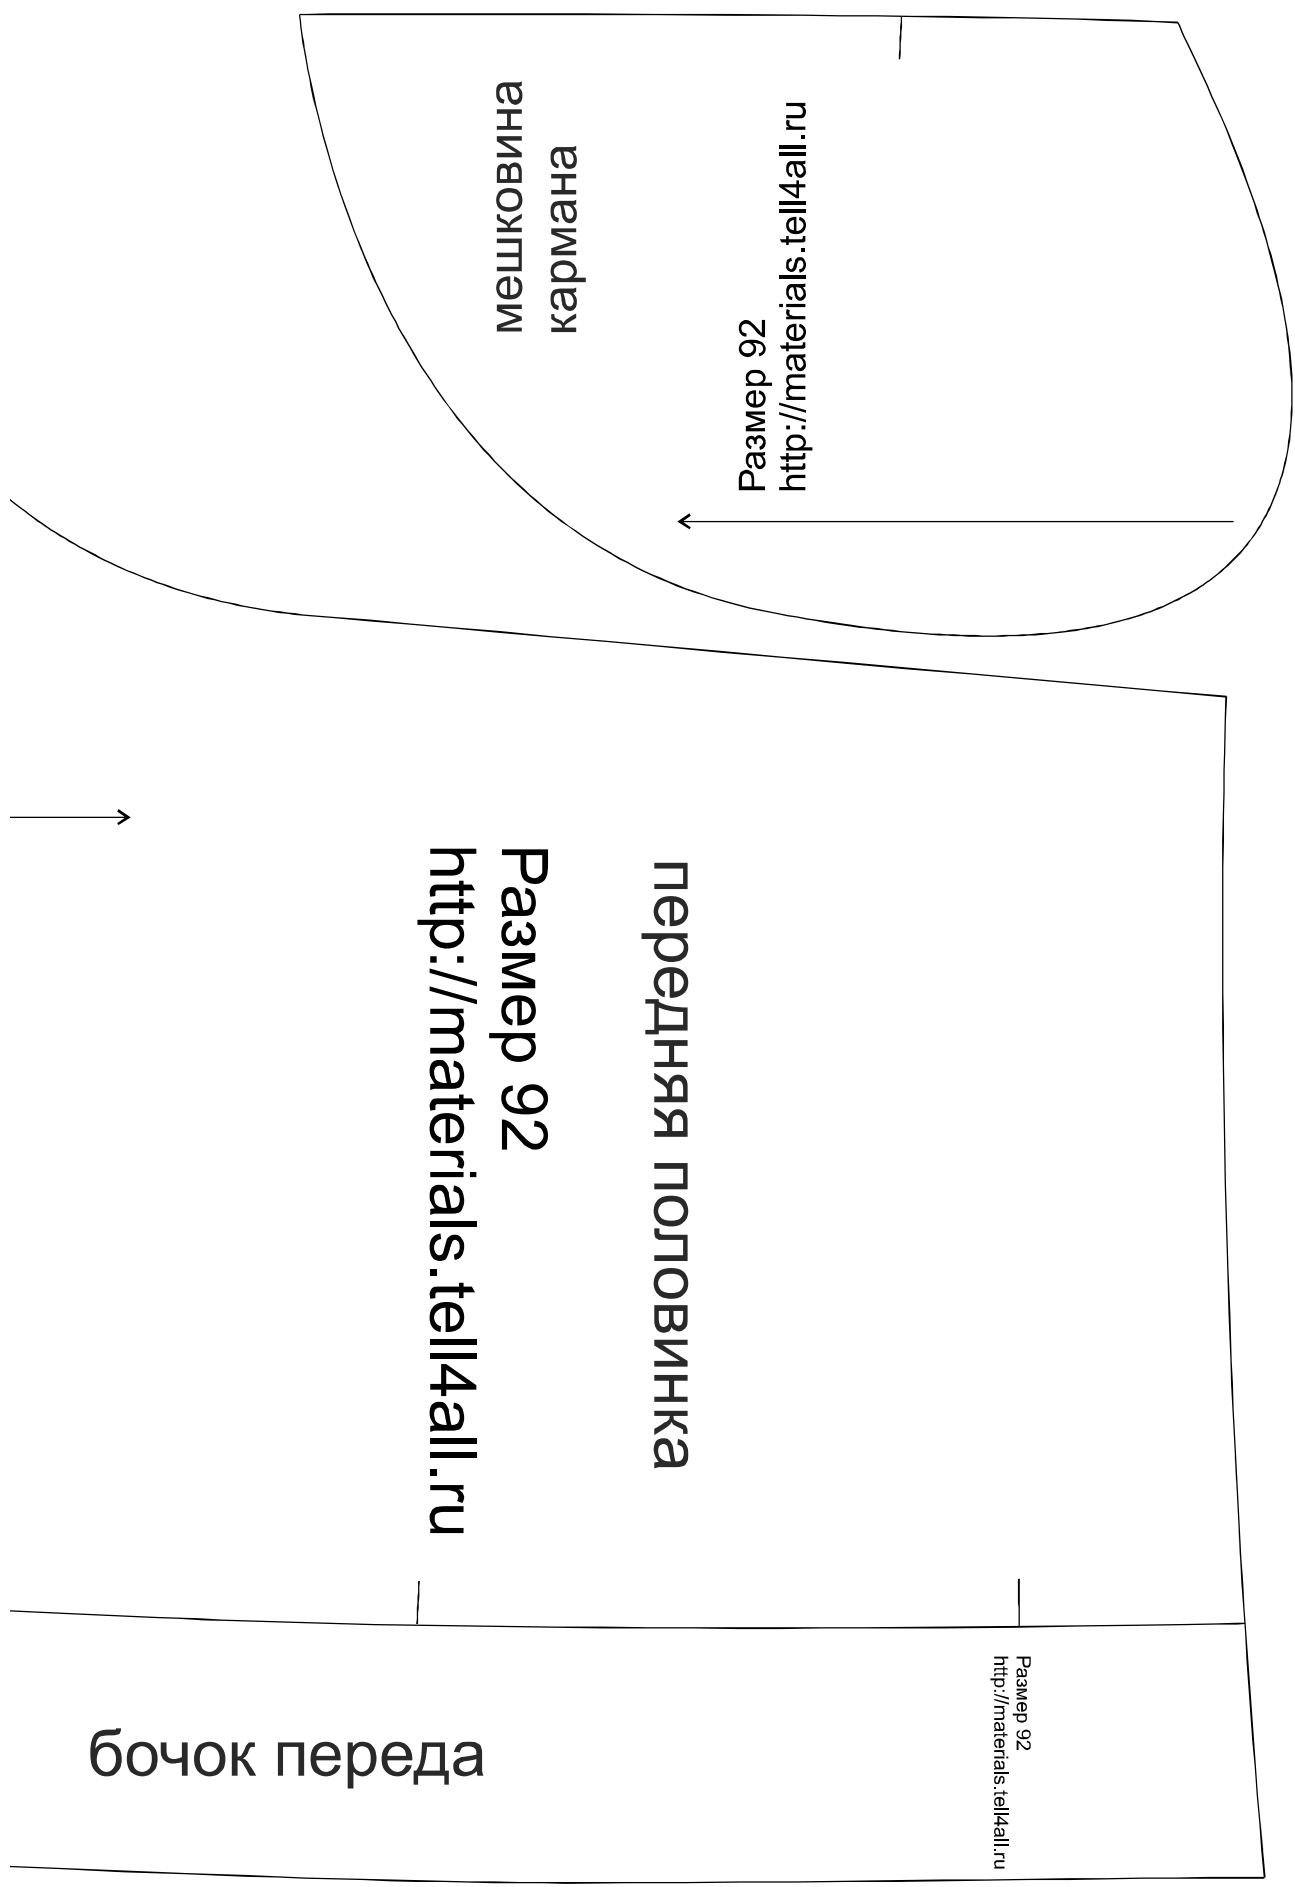 мешковина
кармана
Размер 92
http://materials.tell4all.ru
передняя половинка
Размер 92
http://materials.tell4all.ru
Размер 92
http://materials.tell4all.ru
бочок переда